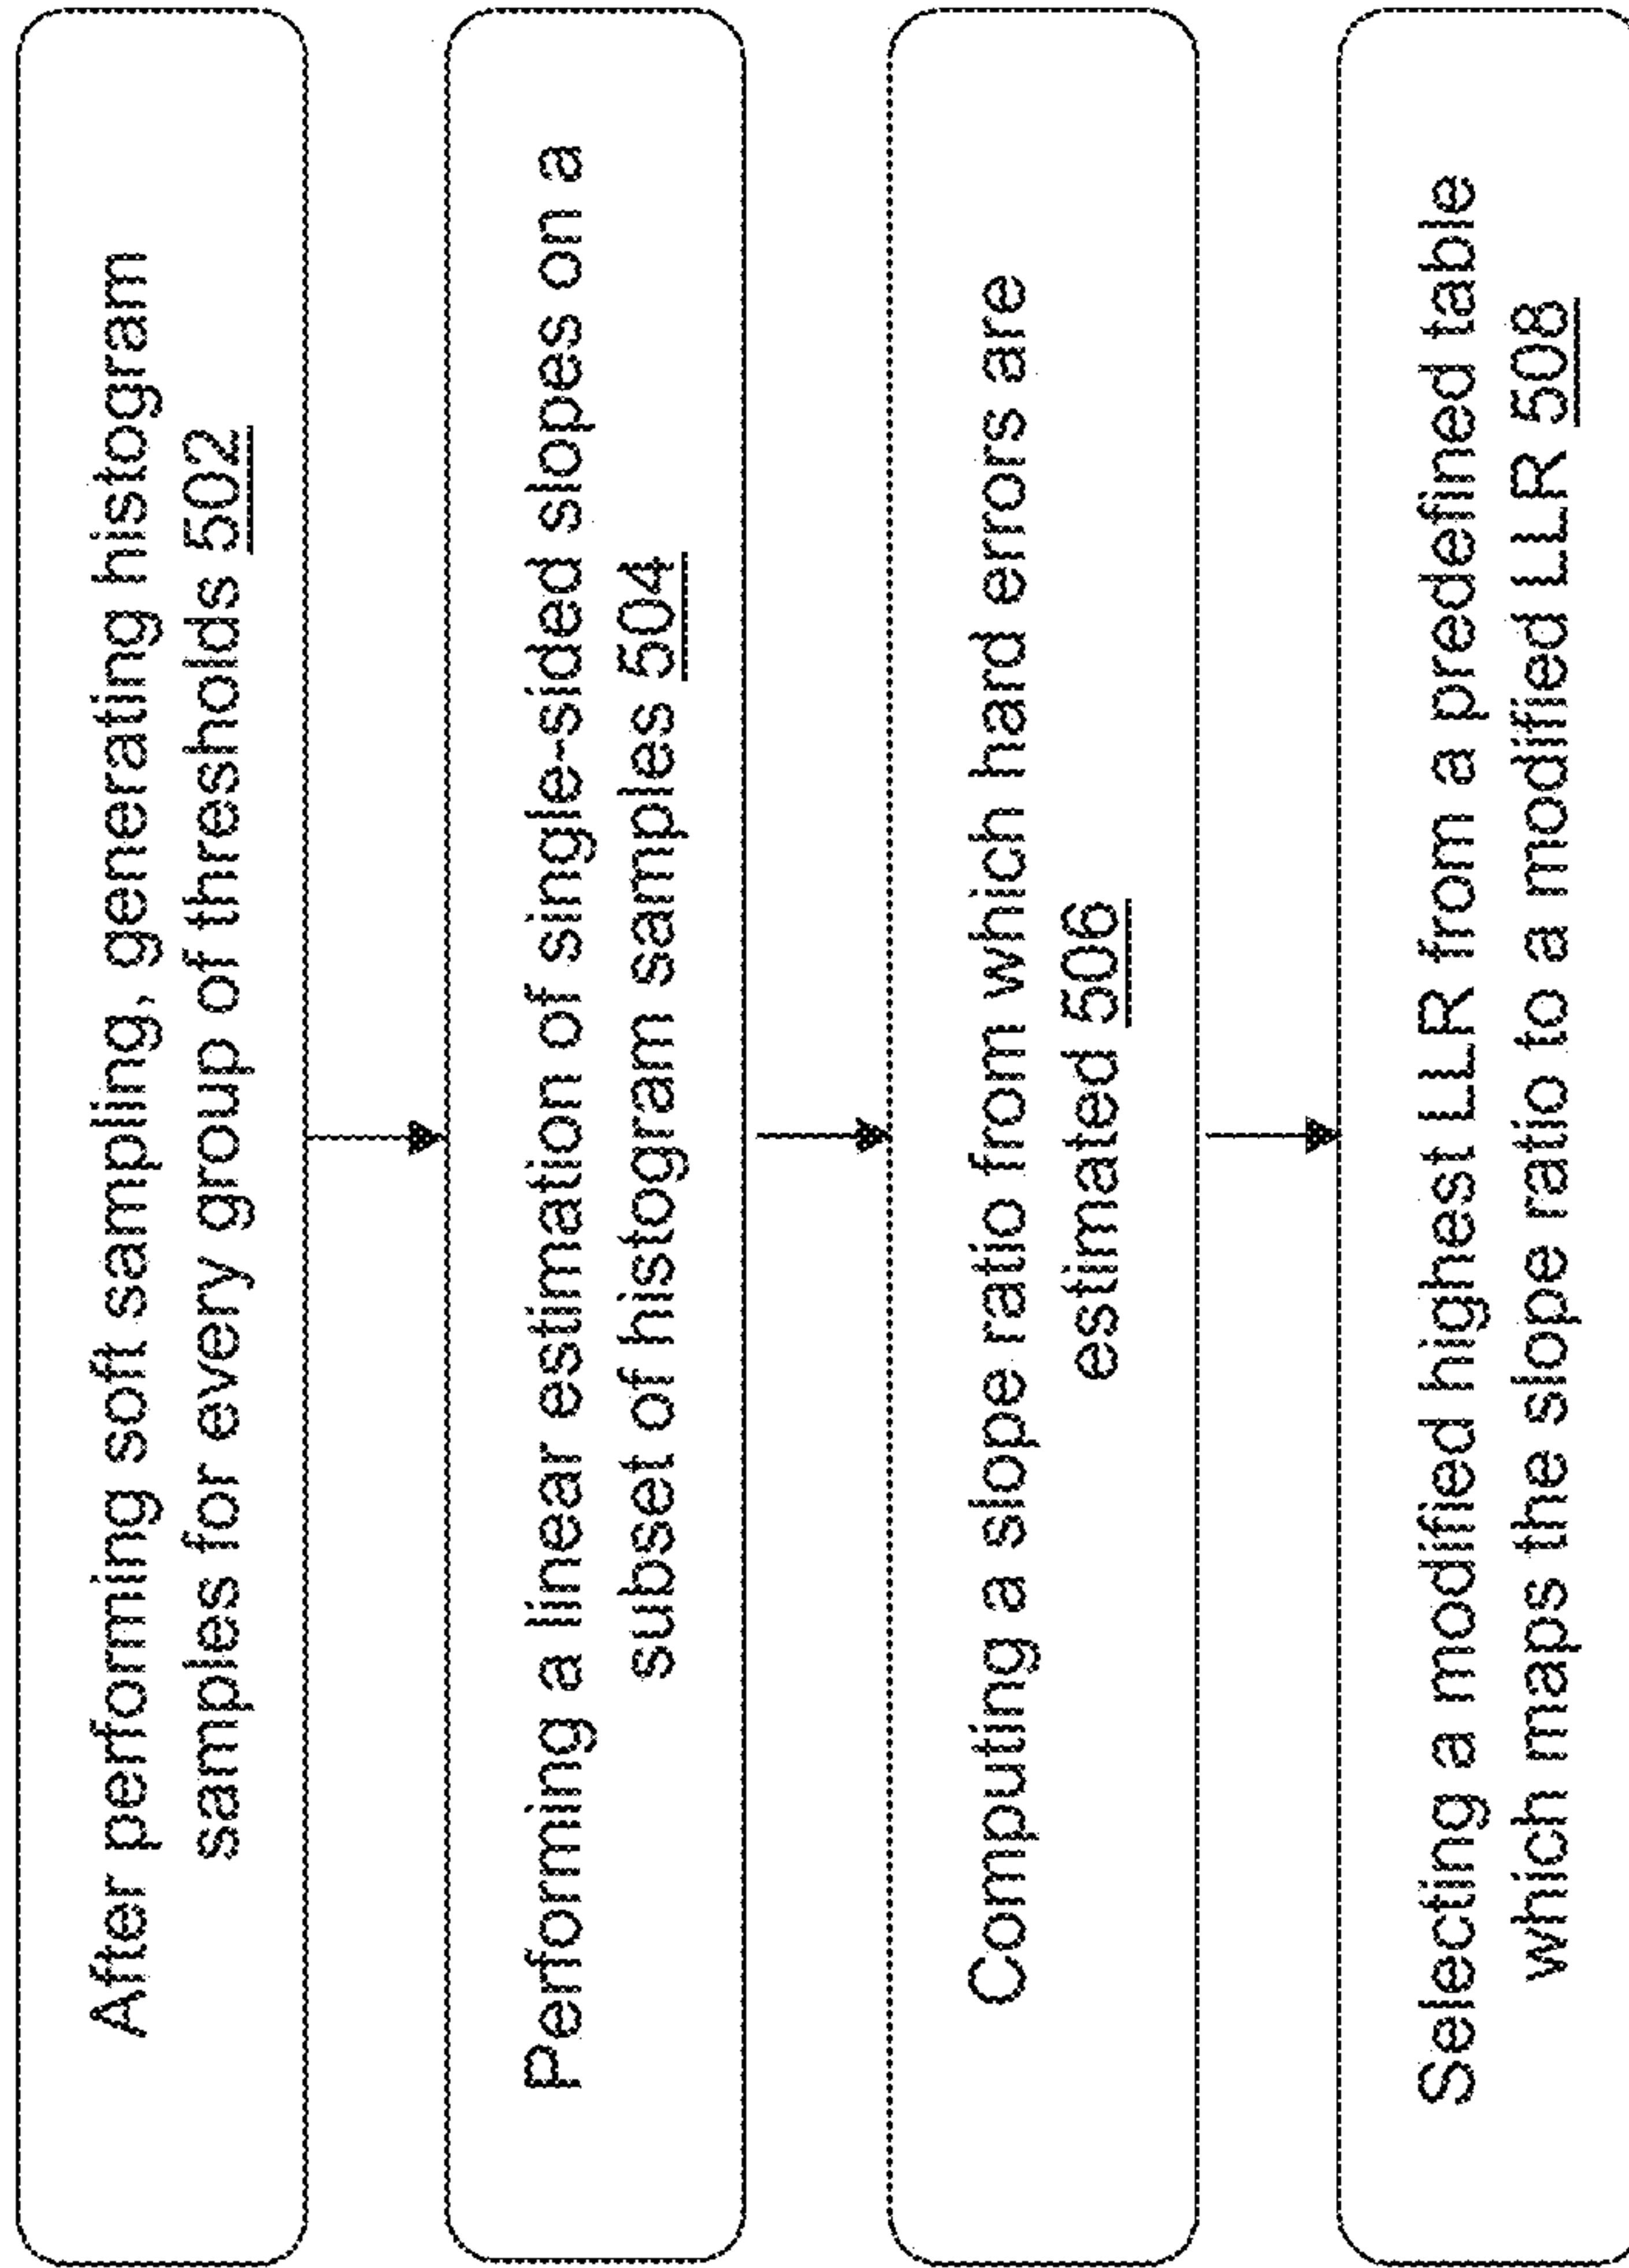 After performing soft sampling, generating histogram
samples for every group of thresholds 502
Performing a linear estimation of single-sided slopes on a
subset of histogram samples 504
Computing a slope ratio from which hard errors are
estimated 506
Selecting a modified highest LLR from a predefined table
which maps the slope ratio to a modified LLR 508